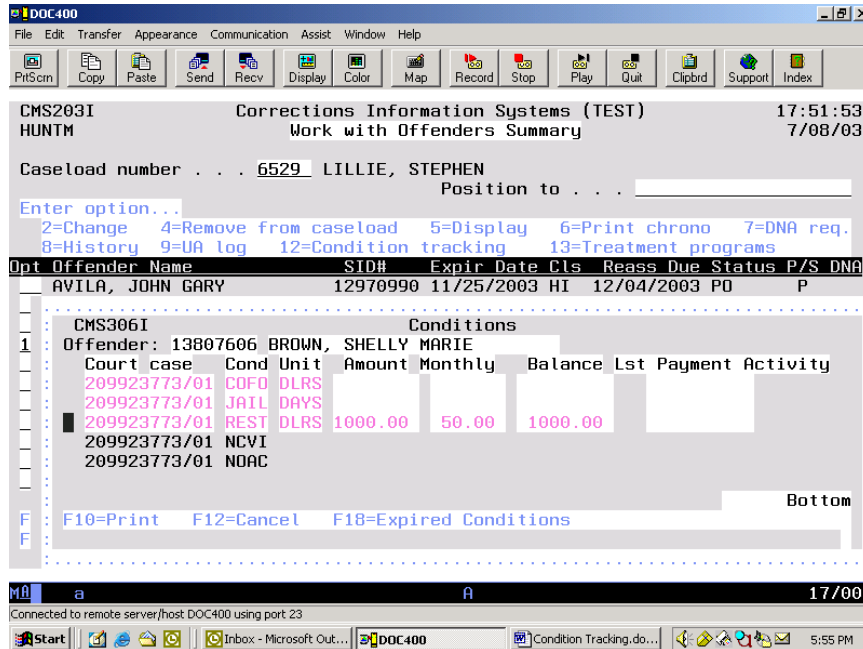 DOC400
File Edit Transfer Appearance Communication Assist Window Help
PrtScrn Copy Paste Send Recv Display Color Map Record Stop Play Quit Clipbrd Support Index
CMS203I Corrections Information Systems (TEST) 17:51:53
HUNTM Work with Offenders Summary 7/08/03
Caseload number . . . 6529 LILLIE, STEPHEN
Position to . . .
Enter option...
2=Change 4=Remove from caseload 5=Display 6=Print chrono 7=DNA req.
8=History 9=UA log 12=Condition tracking 13=Treatment programs
Opt Offender Name SID# Expir Date Cls Reass Due Status P/S DNA
AVILA, JOHN GARY 12970990 11/25/2003 HI 12/04/2003 PO P
CMS306I Conditions
1 : Offender: 13807606 BROWN, SHELLY MARIE
Court case Cond Unit Amount Monthly Balance Lst Payment Activity
209923773/01 COFO DLRS
209923773/01 JAIL DAYS
209923773/01 REST DLRS 1000.00 50.00 1000.00
209923773/01 NCVI
209923773/01 NOAC
Bottom
F : F10=Print F12=Cancel F18=Expired Conditions
F :
MA a A 17/00
Connected to remote server/host DOC400 using port 23
Start Inbox - Microsoft Out... DOC400 Condition Tracking.do... 5:55 PM